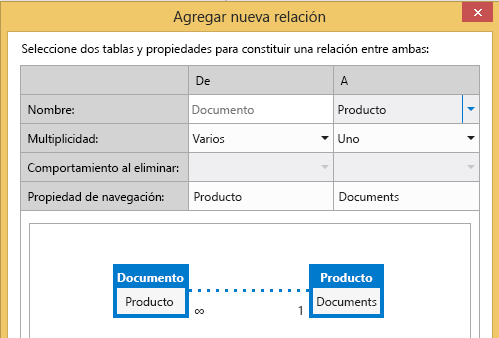 Agregar nueva relación
Seleccione dos tablas y propiedades para constituir una relación entre ambas:
De A
Nombre: Documento Producto
Multiplicidad: Varios Uno
Comportamiento al eliminar:
Propiedad de navegación: Producto Documents
Documento Producto
Producto Documents
∞ 1